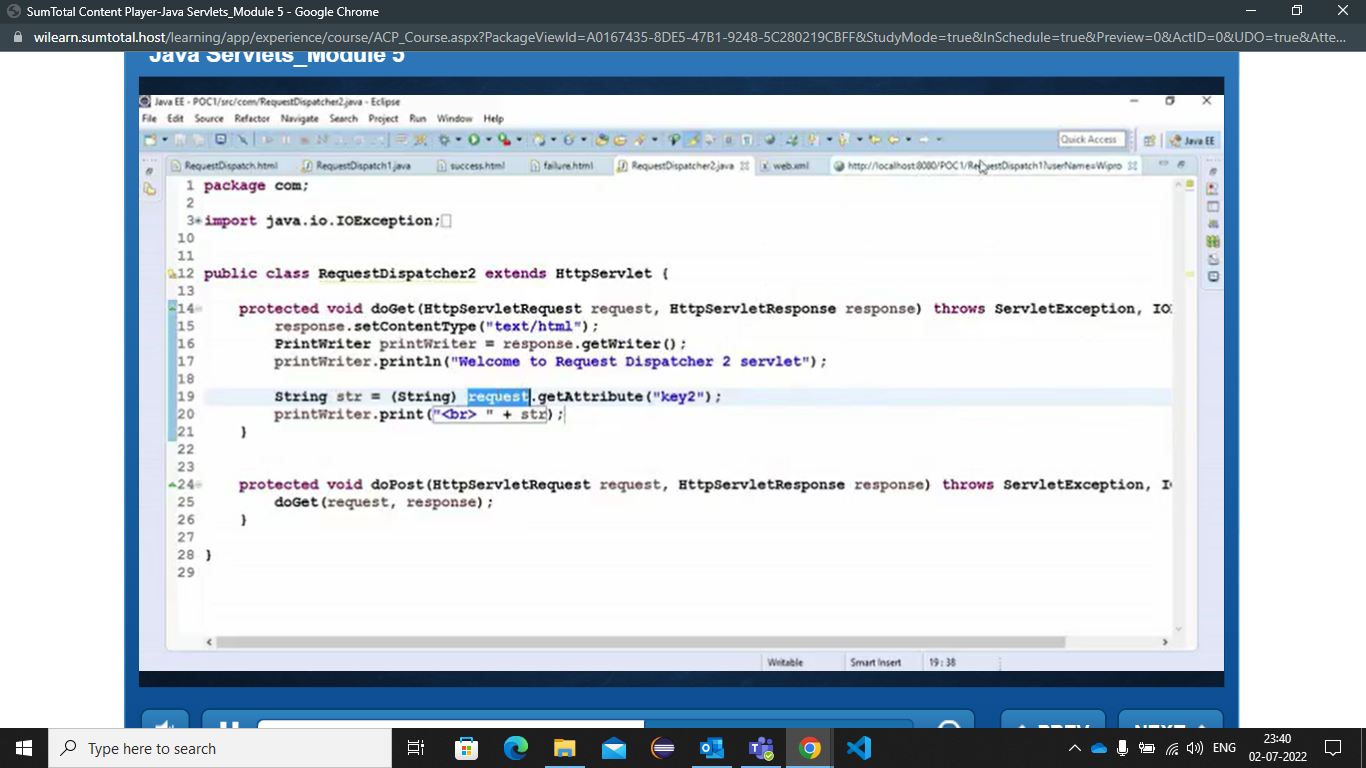 SumTotal Content Player-Java Servlets_Module 5 - Google Chrome
wilearn.sumtotal.host/learning/app/experience/course/ACP_Course.aspx?PackageViewId=A0167435-8DE5-47B1-9248-5C280219CBFF&StudyMode=true&InSchedule=true&Preview=0&ActID=0&UDO=true&Atte...
Java Servlets_Module 5
Java EE - POC1/src/com/RequestDispatcher2.java - Eclipse
File Edit Source Refactor Navigate Search Project Run Window Help
Quick Access Java EE
RequestDispatch.html RequestDispatch1.java success.html failure.html RequestDispatcher2.java web.xml http://localhost:8080/POC1/RequestDispatch1?userName=Wipro
1 package com;
2
3 import java.io.IOException;
10
11
12 public class RequestDispatcher2 extends HttpServlet {
13
14 protected void doGet(HttpServletRequest request, HttpServletResponse response) throws ServletException, IO
15 response.setContentType("text/html");
16 PrintWriter printWriter = response.getWriter();
17 printWriter.println("Welcome to Request Dispatcher 2 servlet");
18
19 String str = (String) request.getAttribute("key2");
20 printWriter.print("<br> " + str);
21 }
22
23
24 protected void doPost(HttpServletRequest request, HttpServletResponse response) throws ServletException, I
25 doGet(request, response);
26 }
27
28 }
29
Writable Smart Insert 19 : 38
PREV NEXT
Type here to search
ENG
23:40
02-07-2022